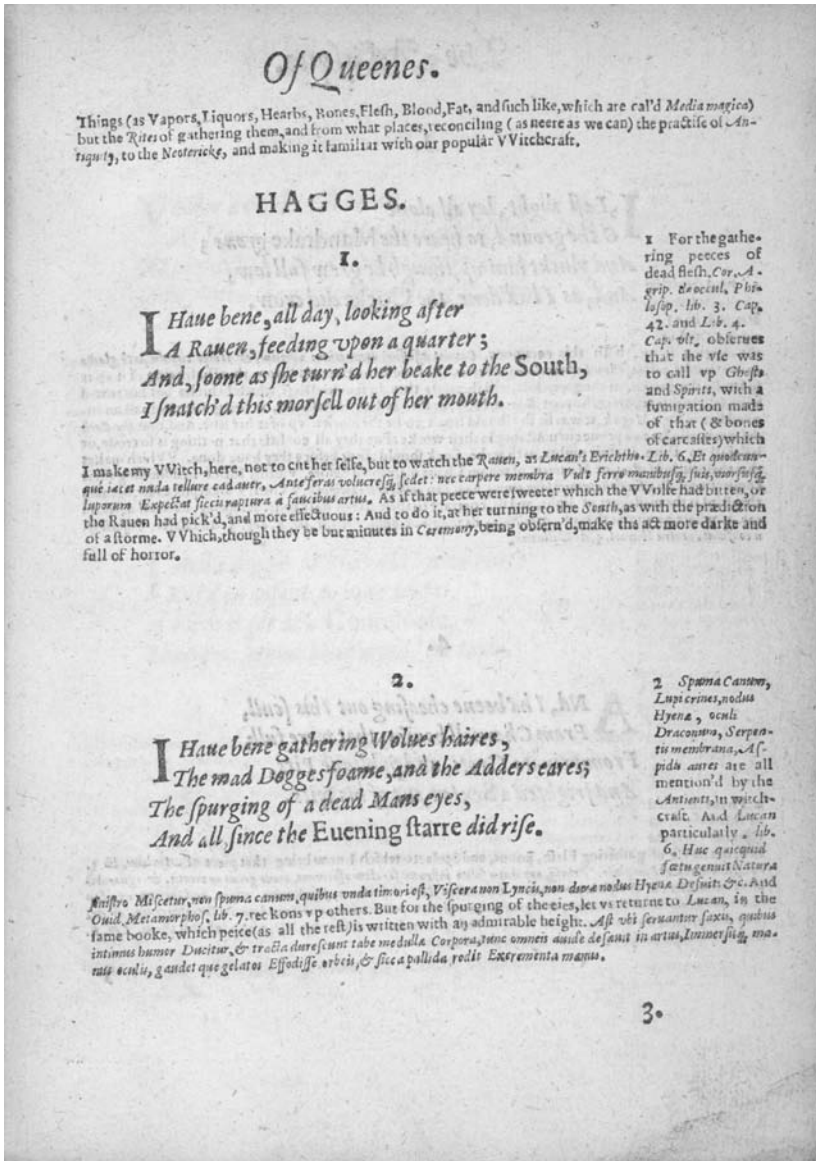 Of Queenes.
Things (as Vapors, Liquors, Hearbs, Bones, Flesh, Blood, Fat, and such like, which are cal'd Media magica)
but the Rites of gathering them, and from what places, reconciling (as neere as we can) the practise of An-
tiquity, to the Neotericke, and making it familiar with our popular VVitchcraft.
HAGGES.
1.
I Haue bene, all day, looking after
A Rauen, feeding vpon a quarter;
And, soone as she turn'd her beake to the South,
I snatch'd this morsell out of her mouth.
1 For the gathe-
ring peeces of
dead flesh. Cor. A-
grip. de occul. Phi-
losop. lib. 3. Cap.
42. and Lib. 4.
Cap. vlt. obserues
that the vse was
to call vp Ghosts
and Spirits, with a
fumigation made
of that (& bones
of carcasses) which
I make my VVitch, here, not to cut her selfe, but to watch the Rauen, as Lucan's Erichtho. Lib. 6. Et quodcun-
que iacet nuda tellure cadauer, Ante feras volucresq, sedet: nec carpere membra Vult ferro manibusq, suis, morsusq,
luporum Expectat siccis raptura à faucibus artus. As if that peece were sweeter which the VVolfe had bitten, or
the Rauen had pick'd, and more effectuous: And to do it, at her turning to the South, as with the prædiction
of a storme. VVhich, though they be but minutes in Ceremony, being obseru'd, make the act more darke and
full of horror.
2.
I Haue bene gathering Wolues haires,
The mad Dogges foame, and the Adders eares;
The spurging of a dead Mans eyes,
And all since the Euening starre did rise.
2 Spuma Canum,
Lupi crines, nodus
Hyenæ, oculi
Draconum, Serpen-
tis membrana, As-
pidis aures are all
mention'd by the
Antients, in witch-
craft. And Lucan
particularly. lib.
6. Huc quicquid
fœtu genuit Natura
sinistro Miscetur, non spuma canum, quibus vnda timori est, Viscera non Lyncis, non duræ nodus Hyenæ Defuit: &c. And
Ouid. Metamorphos. lib. 7. reckons vp others. But for the spurging of the eies, let vs returne to Lucan, in the
same booke, which peice (as all the rest) is written with an admirable height. Ast vbi seruantur saxis, quibus
intimus humor Ducitur, & tracta durescunt tabe medullæ Corpora, tunc omneis auide desæuit in artus, Immersitq, ma-
nus oculis, gaudet que gelatos Effodisse orbeis, & sicca pallida rodit Excrementa manus.
3.